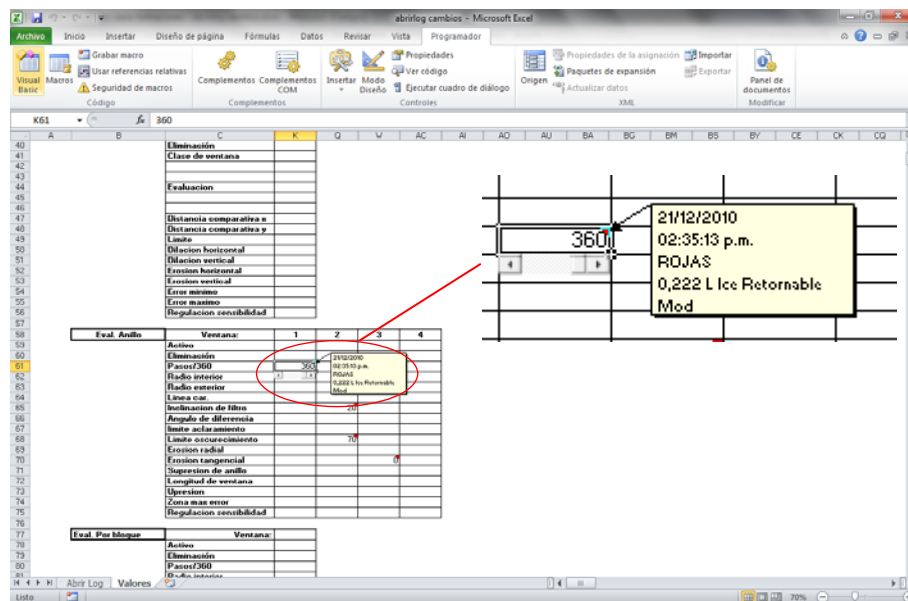 abrirlog cambios - Microsoft Excel
Archivo Inicio Insertar Diseño de página Fórmulas Datos Revisar Vista Programador
Visual Basic
Macros
Grabar macro
Usar referencias relativas
Seguridad de macros
Código
Complementos
Complementos COM
Complementos
Insertar
Modo Diseño
Propiedades
Ver código
Ejecutar cuadro de diálogo
Controles
Origen
Propiedades de la asignación
Paquetes de expansión
Actualizar datos
Importar
Exportar
XML
Panel de documentos
Modificar
K61 fx 360
A B C K Q W AC AI AO AU BA BG BM BS BY CE CK CQ
40 Eliminación
41 Clase de ventana
42
43
44 Evaluacion
45
46
47 Distancia comparativa x
48 Distancia comparativa y
49 Limite
50 Dilacion horizontal
51 Dilacion vertical
52 Erosion horizontal
53 Erosion vertical
54 Error minimo
55 Error maximo
56 Regulacion sensibilidad
57
58 Eval. Anillo Ventana: 1 2 3 4
59 Activo
60 Eliminación
61 Pasos/360 360
62 Radio interior
63 Radio exterior
64 Linea car.
65 Inclinacion de filtro 20
66 Angulo de diferencia
67 limite aclaramiento
68 Limite oscurecimiento 70
69 Erosion radial
70 Erosion tangencial 0
71 Supresion de anillo
72 Longitud de ventana
73 Upresion
74 Zona max error
75 Regulacion sensibilidad
76
77 Eval. Por bloque Ventana:
78 Activo
79 Eliminación
80 Pasos/360
81 Radio interior
21/12/2010
02:35:13 p.m.
ROJAS
0,222 L Ice Retornable
Mod
360
21/12/2010
02:35:13 p.m.
ROJAS
0,222 L Ice Retornable
Mod
Abrir Log Valores
Listo 70%